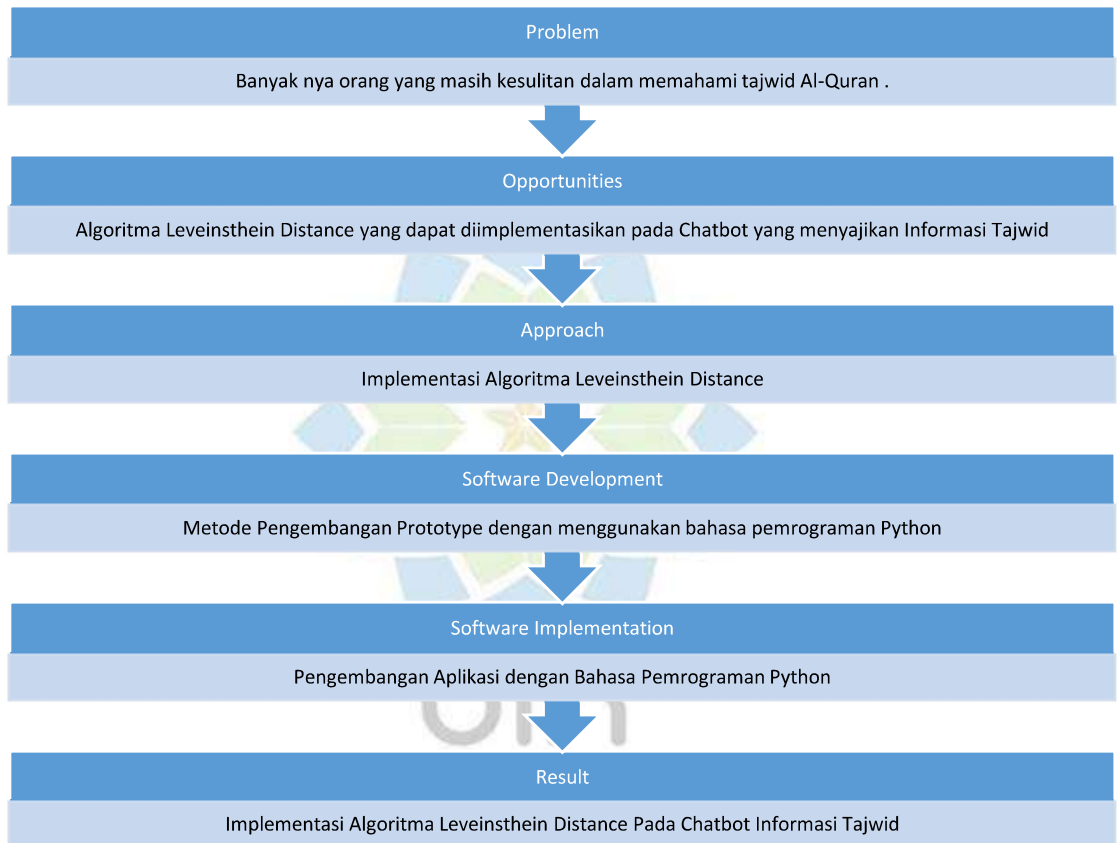 Problem
Banyak nya orang yang masih kesulitan dalam memahami tajwid Al-Quran .
Opportunities
Algoritma Leveinsthein Distance yang dapat diimplementasikan pada Chatbot yang menyajikan Informasi Tajwid
Approach
Implementasi Algoritma Leveinsthein Distance
Software Development
Metode Pengembangan Prototype dengan menggunakan bahasa pemrograman Python
Software Implementation
Pengembangan Aplikasi dengan Bahasa Pemrograman Python
Result
Implementasi Algoritma Leveinsthein Distance Pada Chatbot Informasi Tajwid